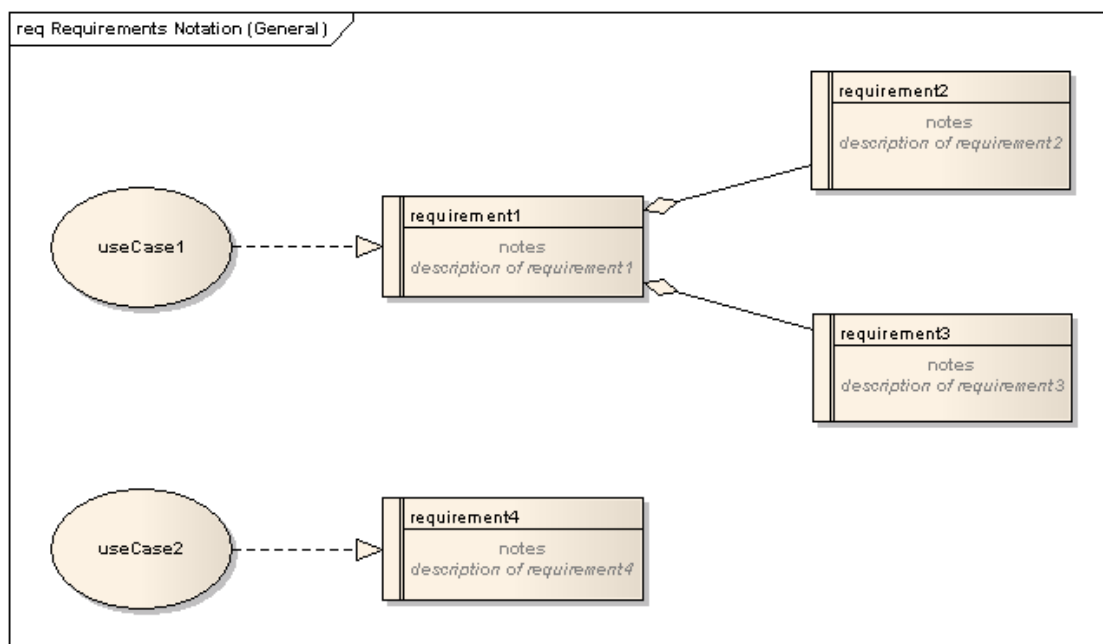 req Requirements Notation (General)
requirement2
notes
description of requirement2
useCase1
requirement1
notes
description of requirement1
requirement3
notes
description of requirement3
useCase2
requirement4
notes
description of requirement4